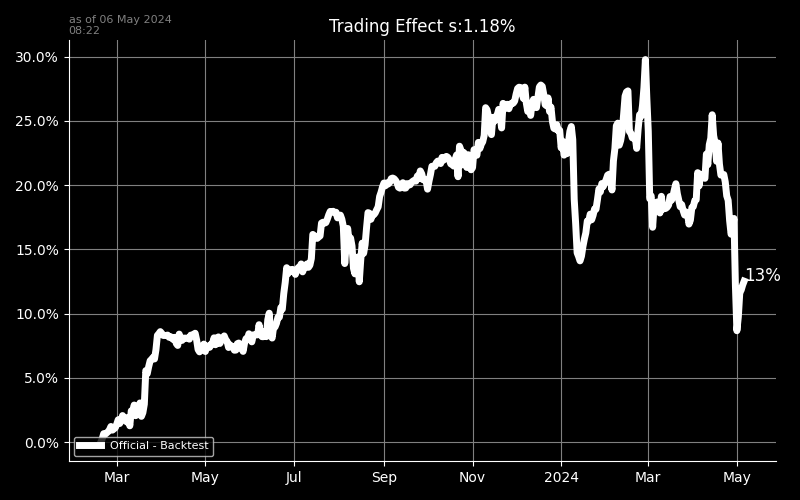 as of 06 May 2024
08:22
Trading Effect s:1.18%
30.0%
25.0%
20.0%
15.0%
10.0%
5.0%
0.0%
13%
Official - Backtest
Mar May Jul Sep Nov 2024 Mar May